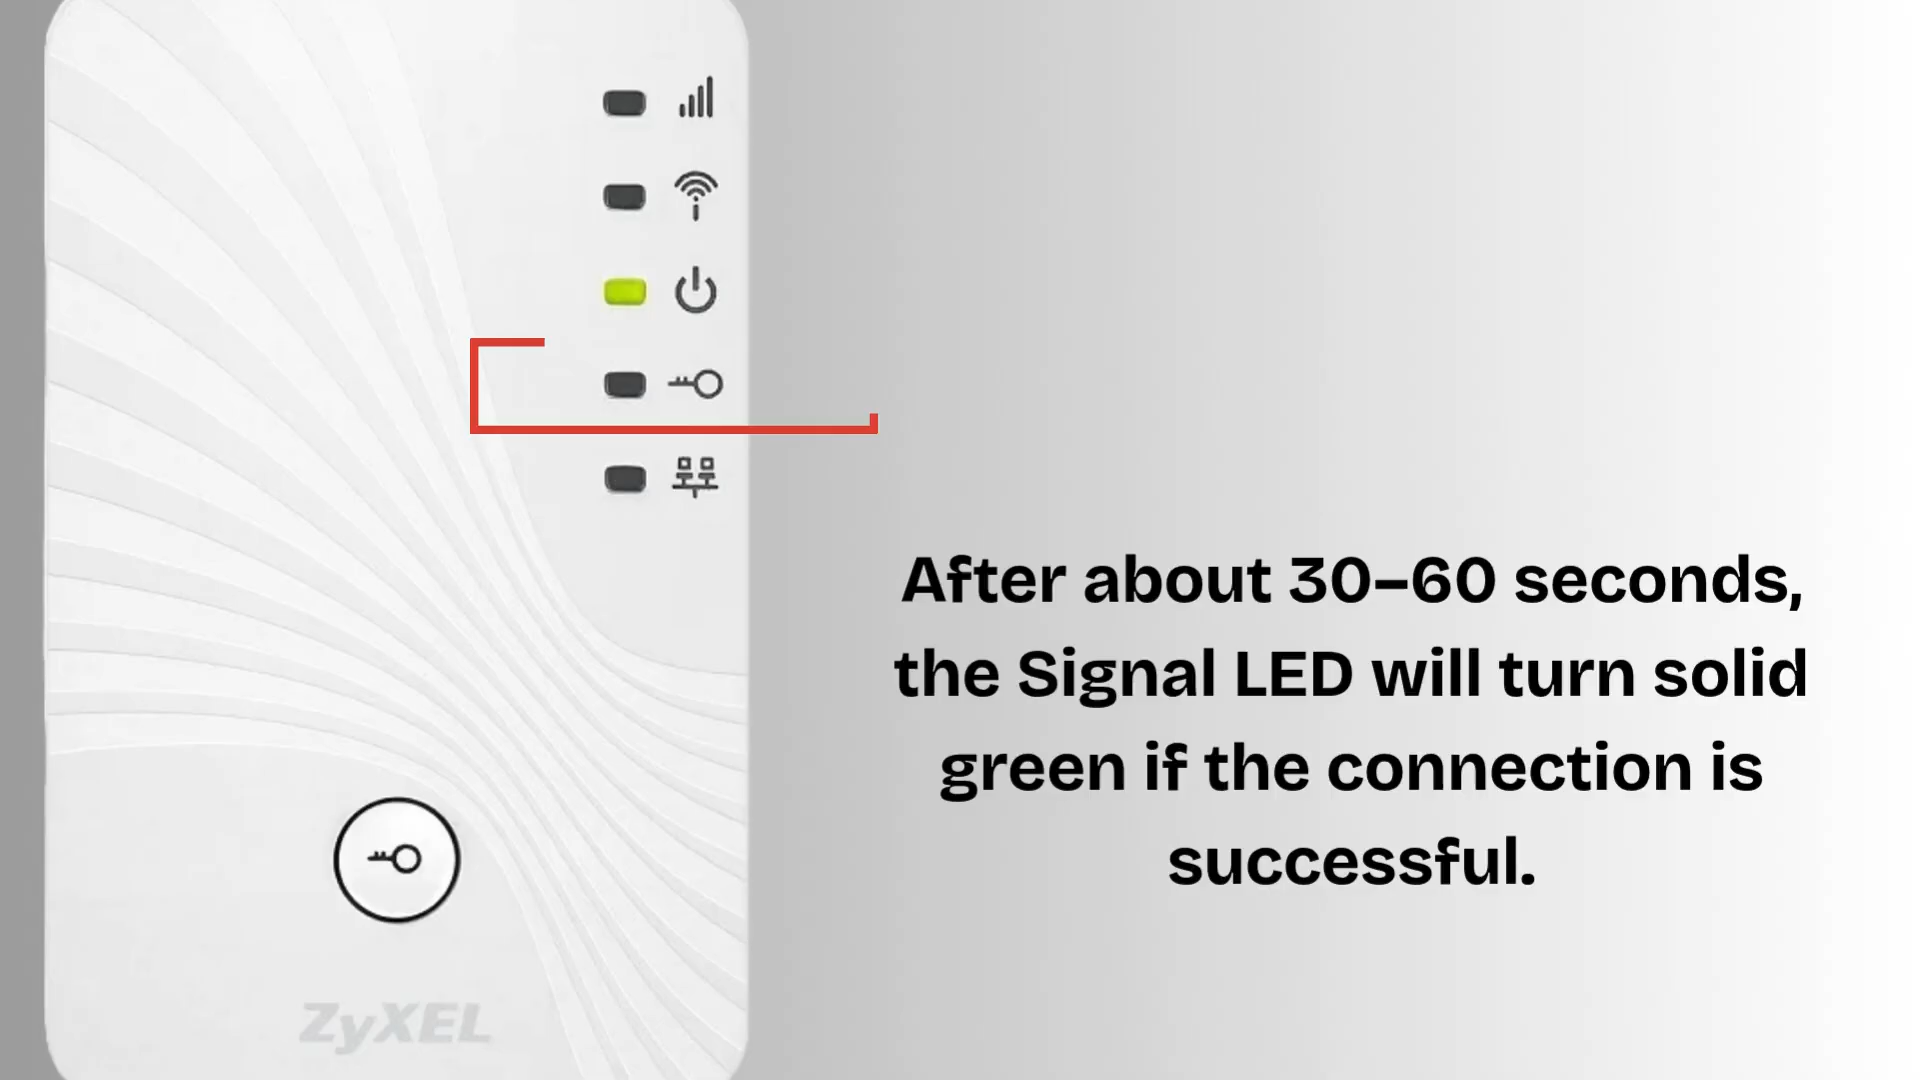 After about 30–60 seconds,
the Signal LED will turn solid
green if the connection is
successful.
ZyXEL